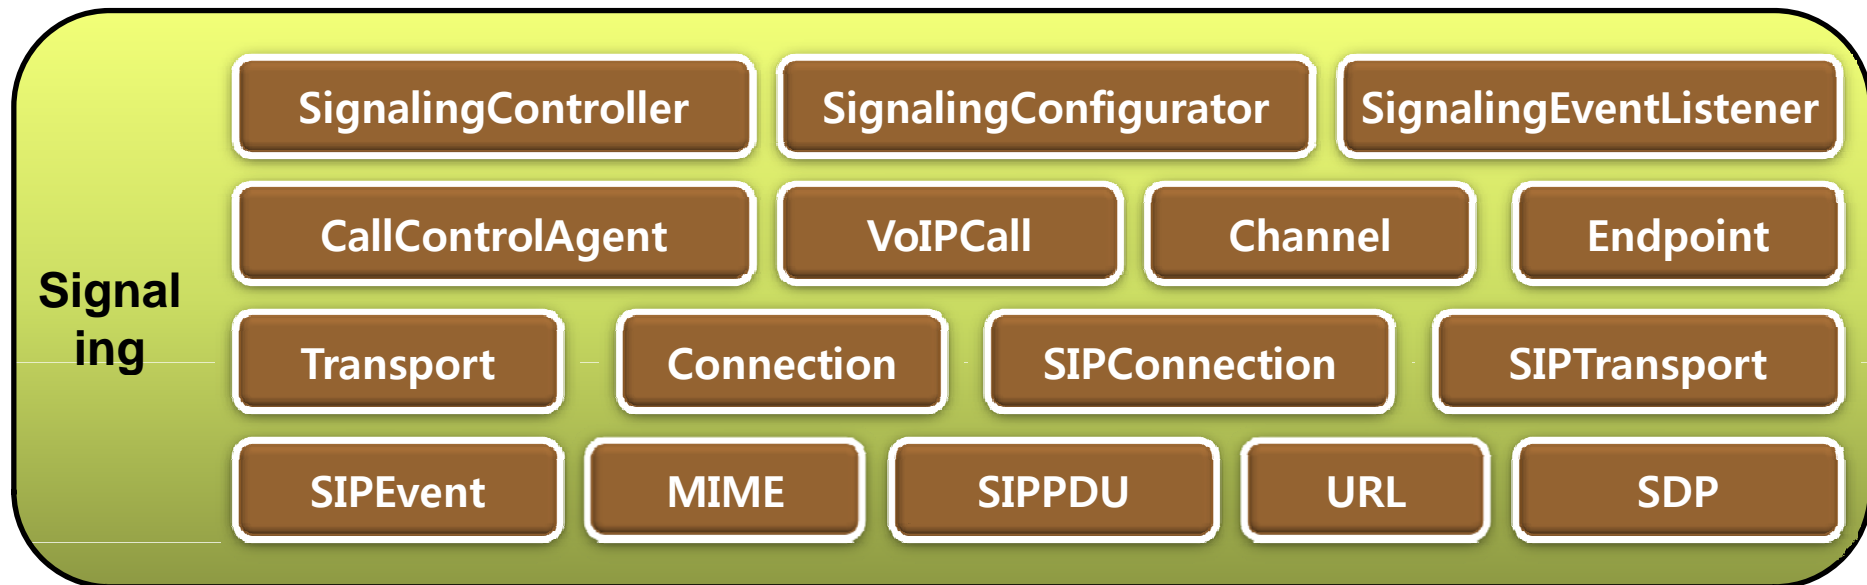 SignalingController SignalingConfigurator SignalingEventListener
CallControlAgent VoIPCall Channel Endpoint
Signal
ing
Transport Connection SIPConnection SIPTransport
SIPEvent MIME SIPPDU URL SDP